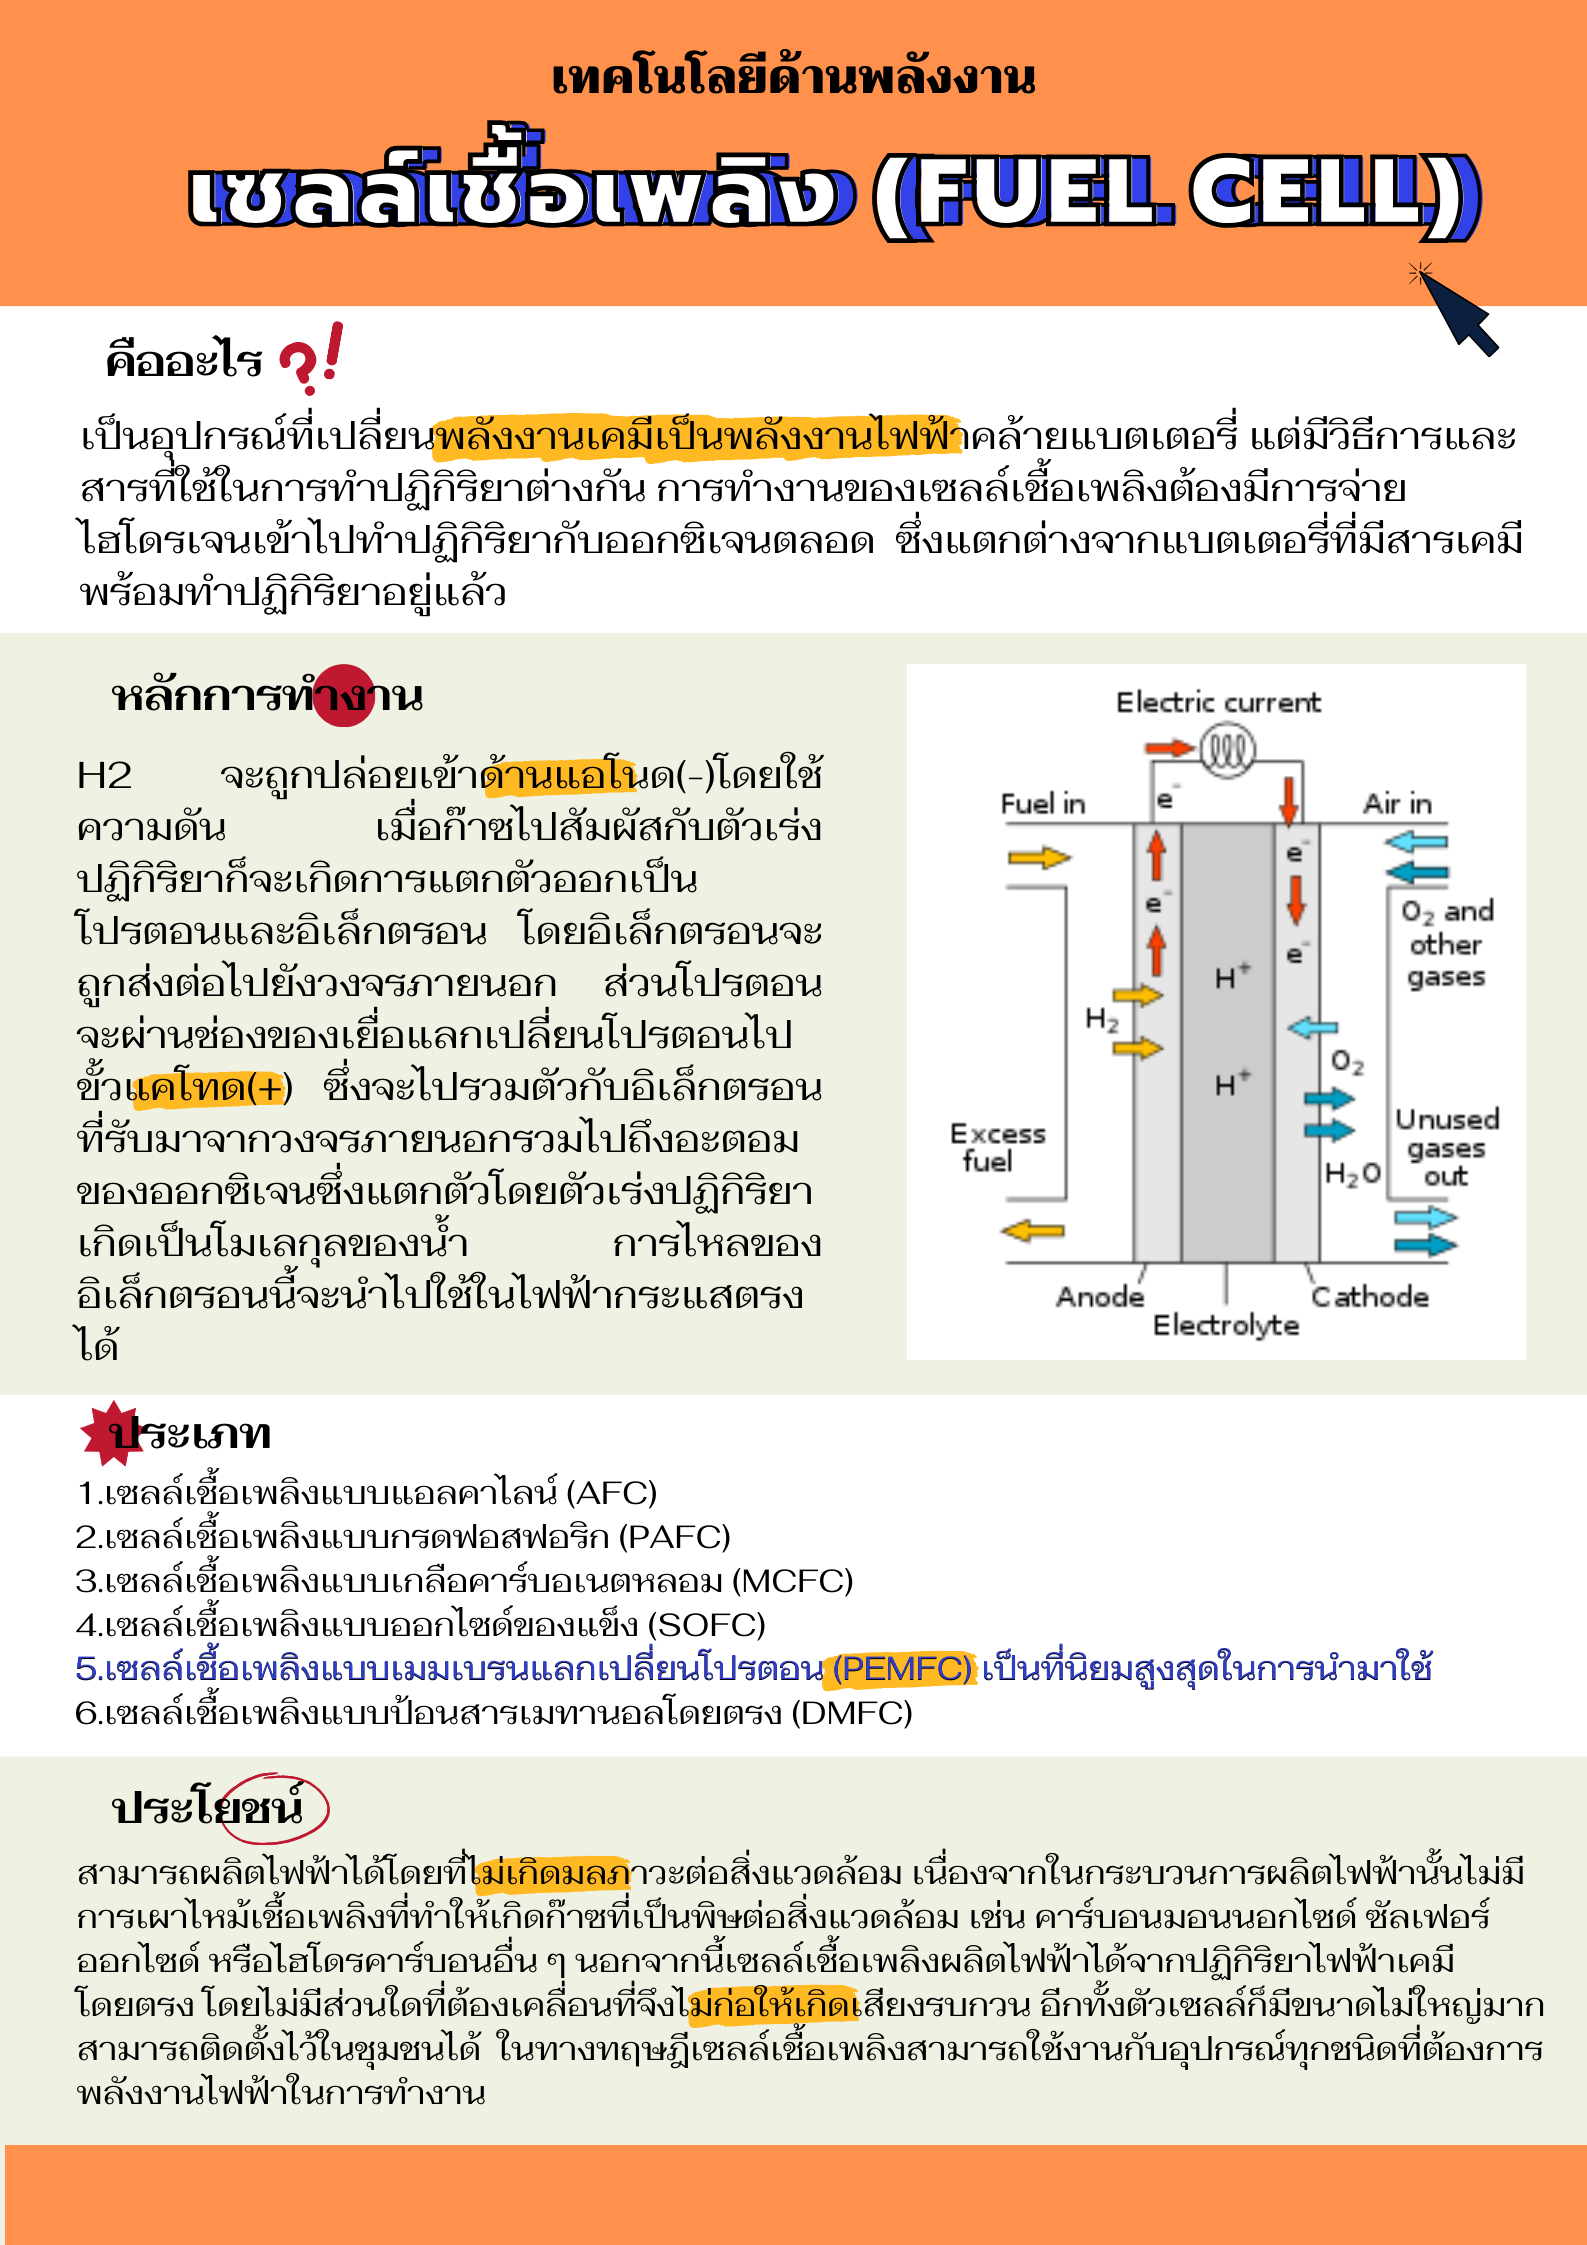 เทคโนโลยีด้านพลังงาน
เซลล์เชื้อเพลิง (FUEL CELL)
คืออะไร ?!
เป็นอุปกรณ์ที่เปลี่ยนพลังงานเคมีเป็นพลังงานไฟฟ้าคล้ายแบตเตอรี่ แต่มีวิธีการและ
สารที่ใช้ในการทำปฏิกิริยาต่างกัน การทำงานของเซลล์เชื้อเพลิงต้องมีการจ่าย
ไฮโดรเจนเข้าไปทำปฏิกิริยากับออกซิเจนตลอด ซึ่งแตกต่างจากแบตเตอรี่ที่มีสารเคมี
พร้อมทำปฏิกิริยาอยู่แล้ว
หลักการทำงาน
H2 จะถูกปล่อยเข้าด้านแอโนด(-)โดยใช้
ความดัน เมื่อก๊าซไปสัมผัสกับตัวเร่ง
ปฏิกิริยาก็จะเกิดการแตกตัวออกเป็น
โปรตอนและอิเล็กตรอน โดยอิเล็กตรอนจะ
ถูกส่งต่อไปยังวงจรภายนอก ส่วนโปรตอน
จะผ่านช่องของเยื่อแลกเปลี่ยนโปรตอนไป
ขั้วแคโทด(+) ซึ่งจะไปรวมตัวกับอิเล็กตรอน
ที่รับมาจากวงจรภายนอกรวมไปถึงอะตอม
ของออกซิเจนซึ่งแตกตัวโดยตัวเร่งปฏิกิริยา
เกิดเป็นโมเลกุลของน้ำ การไหลของ
อิเล็กตรอนนี้จะนำไปใช้ในไฟฟ้ากระแสตรง
ได้
Electric current
Fuel in
e⁻
Air in
e⁻
e⁻
O₂ and
other
gases
e⁻
H⁺
H₂
O₂
H⁺
Excess
fuel
Unused
gases
out
H₂O
Anode
Cathode
Electrolyte
ประเภท
1.เซลล์เชื้อเพลิงแบบแอลคาไลน์ (AFC)
2.เซลล์เชื้อเพลิงแบบกรดฟอสฟอริก (PAFC)
3.เซลล์เชื้อเพลิงแบบเกลือคาร์บอเนตหลอม (MCFC)
4.เซลล์เชื้อเพลิงแบบออกไซด์ของแข็ง (SOFC)
5.เซลล์เชื้อเพลิงแบบเมมเบรนแลกเปลี่ยนโปรตอน (PEMFC) เป็นที่นิยมสูงสุดในการนำมาใช้
6.เซลล์เชื้อเพลิงแบบป้อนสารเมทานอลโดยตรง (DMFC)
ประโยชน์
สามารถผลิตไฟฟ้าได้โดยที่ไม่เกิดมลภาวะต่อสิ่งแวดล้อม เนื่องจากในกระบวนการผลิตไฟฟ้านั้นไม่มี
การเผาไหม้เชื้อเพลิงที่ทำให้เกิดก๊าซที่เป็นพิษต่อสิ่งแวดล้อม เช่น คาร์บอนมอนนอกไซด์ ซัลเฟอร์
ออกไซด์ หรือไฮโดรคาร์บอนอื่น ๆ นอกจากนี้เซลล์เชื้อเพลิงผลิตไฟฟ้าได้จากปฏิกิริยาไฟฟ้าเคมี
โดยตรง โดยไม่มีส่วนใดที่ต้องเคลื่อนที่จึงไม่ก่อให้เกิดเสียงรบกวน อีกทั้งตัวเซลล์ก็มีขนาดไม่ใหญ่มาก
สามารถติดตั้งไว้ในชุมชนได้ ในทางทฤษฎีเซลล์เชื้อเพลิงสามารถใช้งานกับอุปกรณ์ทุกชนิดที่ต้องการ
พลังงานไฟฟ้าในการทำงาน